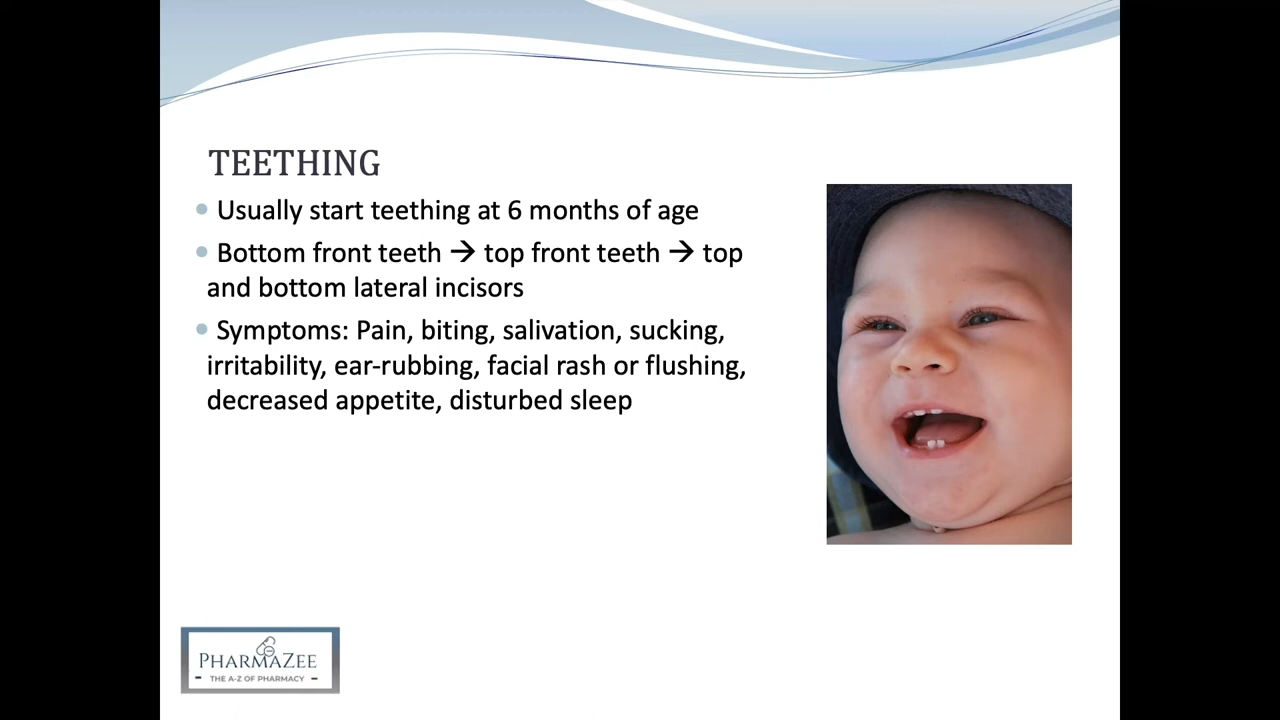 TEETHING
Usually start teething at 6 months of age
Bottom front teeth → top front teeth → top
and bottom lateral incisors
Symptoms: Pain, biting, salivation, sucking,
irritability, ear-rubbing, facial rash or flushing,
decreased appetite, disturbed sleep
PHARMAZEE
- THE A-Z OF PHARMACY -